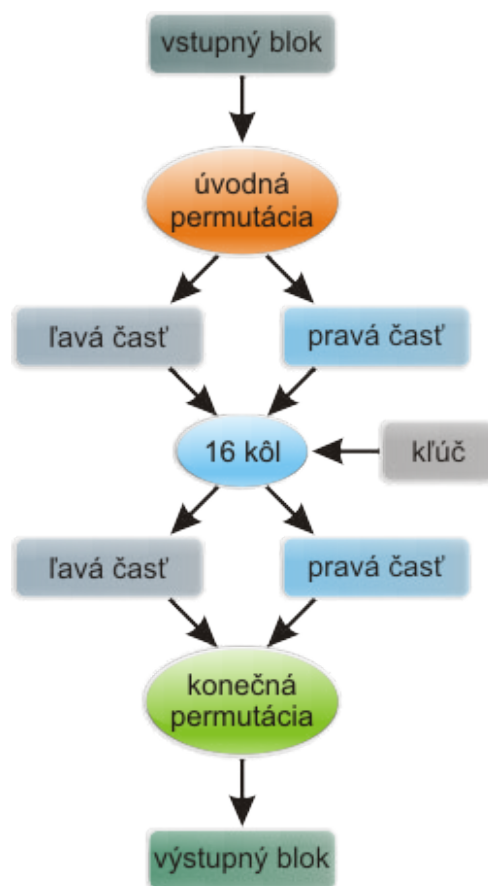 vstupný blok
úvodná
permutácia
ľavá časť
pravá časť
16 kôl
kľúč
ľavá časť
pravá časť
konečná
permutácia
výstupný blok